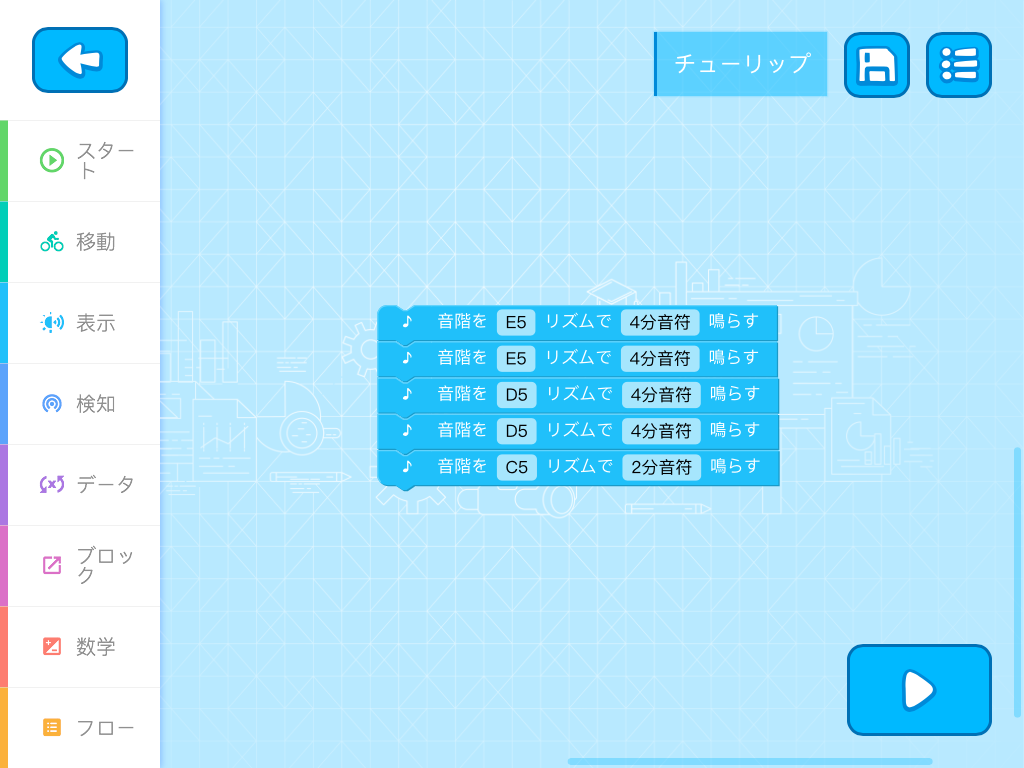 チューリップ
スター
ト
移動
表示
検知
データ
ブロッ
ク
数学
フロー
音階を E5 リズムで 4分音符 鳴らす
音階を E5 リズムで 4分音符 鳴らす
音階を D5 リズムで 4分音符 鳴らす
音階を D5 リズムで 4分音符 鳴らす
音階を C5 リズムで 2分音符 鳴らす